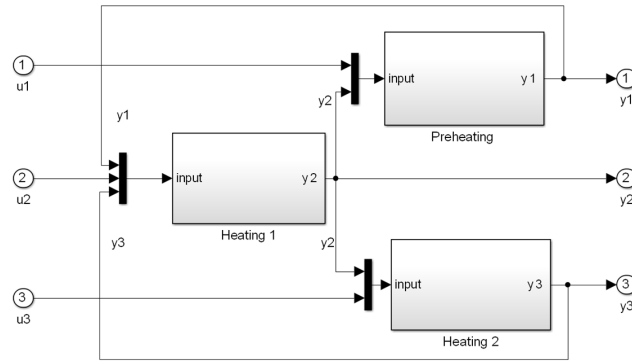 1
u1
y2
input
y1
Preheating
1
y1
y1
2
u2
input
y2
Heating 1
2
y2
y3
y2
3
u3
input
y3
Heating 2
3
y3